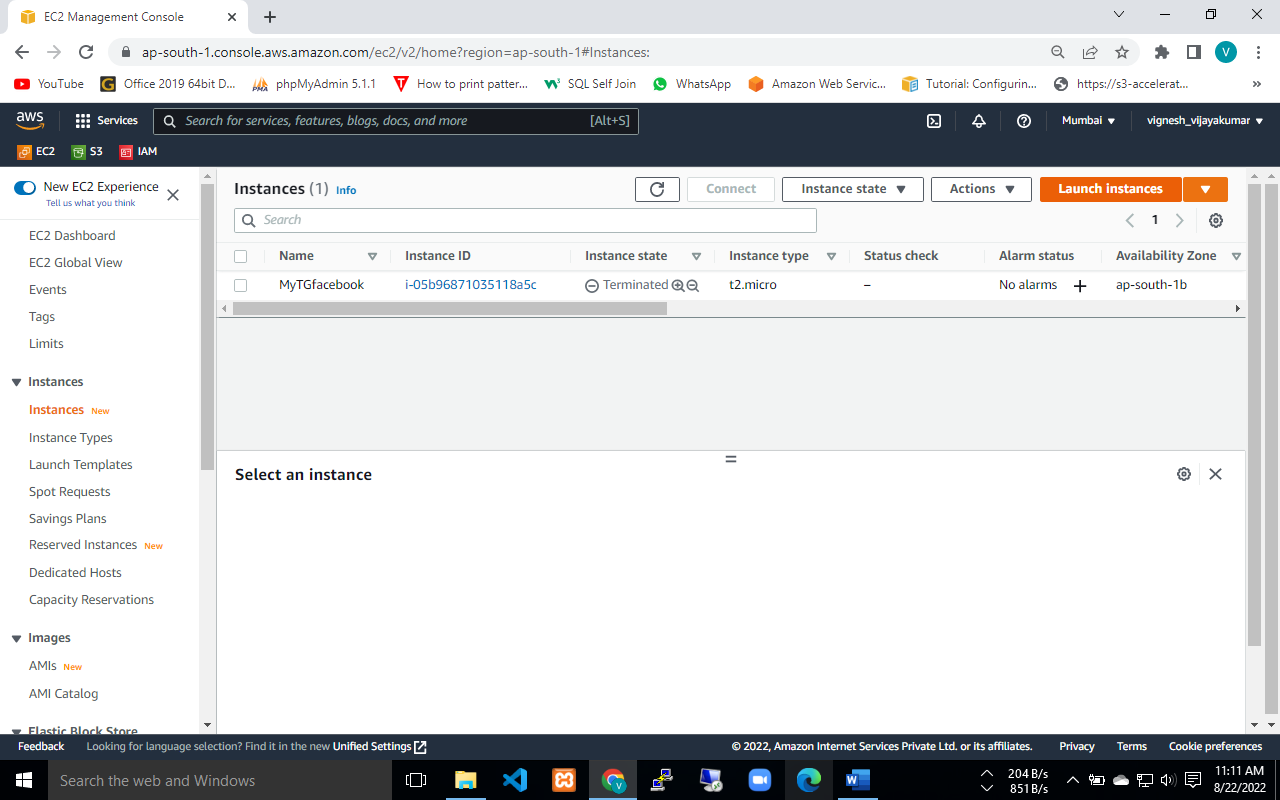 EC2 Management Console
ap-south-1.console.aws.amazon.com/ec2/v2/home?region=ap-south-1#Instances:
V
YouTube
Office 2019 64bit D...
phpMyAdmin 5.1.1
How to print patter...
SQL Self Join
WhatsApp
Amazon Web Servic...
Tutorial: Configurin...
https://s3-accelerat...
aws
Services
Search for services, features, blogs, docs, and more
[Alt+S]
Mumbai
vignesh_vijayakumar
EC2
S3
IAM
New EC2 Experience
Tell us what you think
EC2 Dashboard
EC2 Global View
Events
Tags
Limits
Instances
Instances New
Instance Types
Launch Templates
Spot Requests
Savings Plans
Reserved Instances New
Dedicated Hosts
Capacity Reservations
Images
AMIs New
AMI Catalog
Elastic Block Store
Instances (1) Info
Connect
Instance state
Actions
Launch instances
Search
1
Name Instance ID Instance state Instance type Status check Alarm status Availability Zone
MyTGfacebook i-05b96871035118a5c Terminated t2.micro – No alarms + ap-south-1b
Select an instance
Feedback
Looking for language selection? Find it in the new Unified Settings
© 2022, Amazon Internet Services Private Ltd. or its affiliates.
Privacy
Terms
Cookie preferences
Search the web and Windows
204 B/s
851 B/s
11:11 AM
8/22/2022